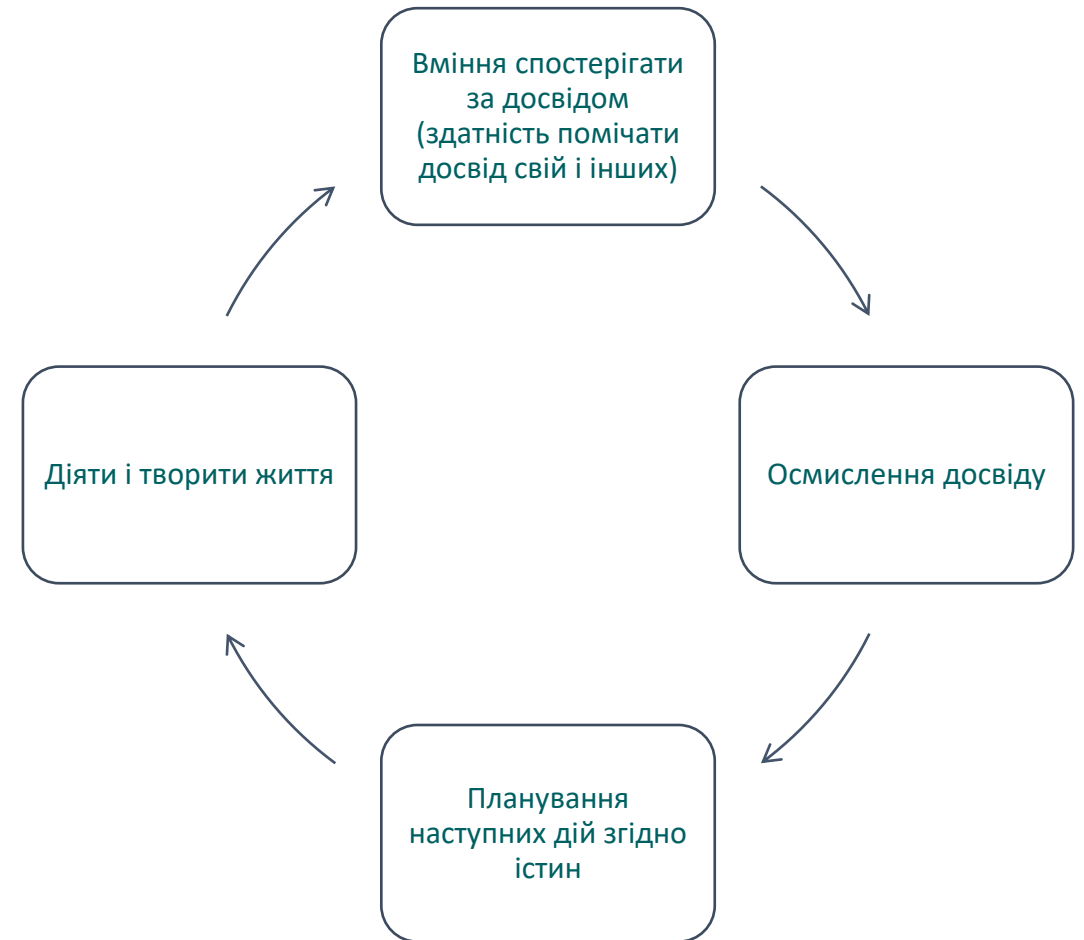 Вміння спостерігати
за досвідом
(здатність помічати
досвід свій і інших)
Діяти і творити життя
Осмислення досвіду
Планування
наступних дій згідно
істин